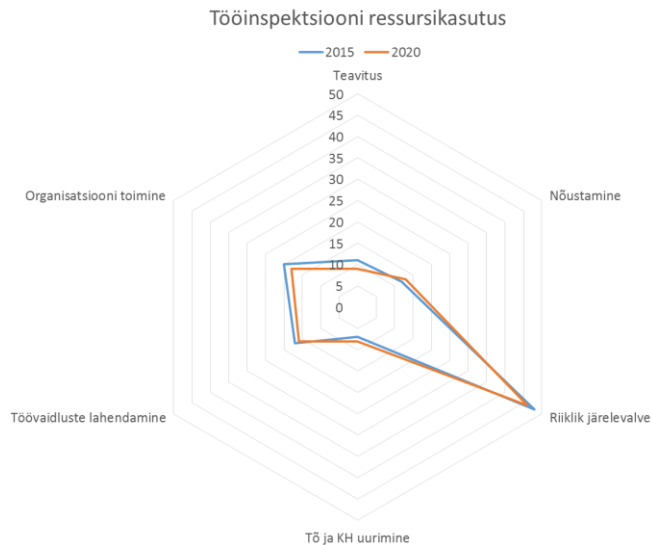 Tööinspektsiooni ressursikasutus
2015 2020
Teavitus
50
45
40
35
30
25
20
15
10
5
0
Organisatsiooni toimine
Nõustamine
Töövaidluste lahendamine
Riiklik järelevalve
Tõ ja KH uurimine